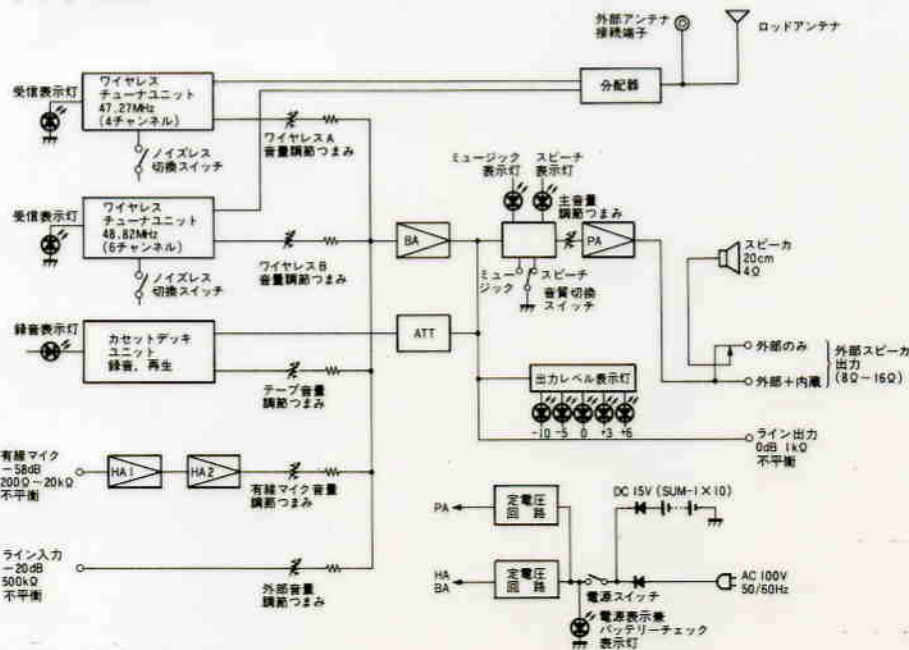 外部アンテナ
接続端子
ロッドアンテナ
分配器
受信表示灯
ワイヤレス
チューナユニット
47.27MHz
(4チャンネル)
ワイヤレスA
音量調節つまみ
ノイズレス
切換スイッチ
受信表示灯
ワイヤレス
チューナユニット
48.82MHz
(6チャンネル)
ワイヤレスB
音量調節つまみ
ノイズレス
切換スイッチ
ミュージック
表示灯
スピーチ
表示灯
主音量
調節つまみ
BA
PA
ミュー
ジック
スピーチ
音質切換
スイッチ
スピーカ
20cm
4Ω
録音表示灯
カセットデッキ
ユニット
録音, 再生
ATT
テープ音量
調節つまみ
出力レベル表示灯
-10 -5 0 +3 +6
外部のみ
外部+内蔵
外部スピーカ
出力
(8Ω~16Ω)
ライン出力
0dB 1kΩ
不平衡
有線マイク
-58dB
200Ω~20kΩ
不平衡
HA1
HA2
有線マイク音量
調節つまみ
ライン入力
-20dB
500kΩ
不平衡
外部音量
調節つまみ
PA
定電圧
回路
DC 15V (SUM-1×10)
HA
BA
定電圧
回路
電源スイッチ
AC 100V
50/60Hz
電源表示兼
バッテリーチェック
表示灯